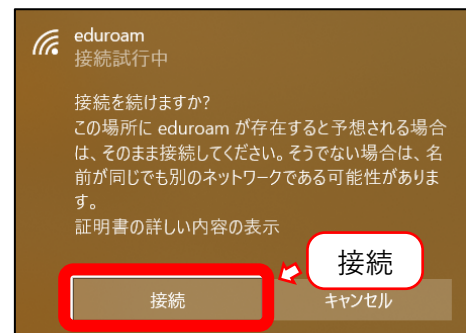 eduroam
接続試行中
接続を続けますか?
この場所に eduroam が存在すると予想される場合
は、そのまま接続してください。そうでない場合は、名
前が同じでも別のネットワークである可能性がありま
す。
証明書の詳しい内容の表示
接続
接続
キャンセル